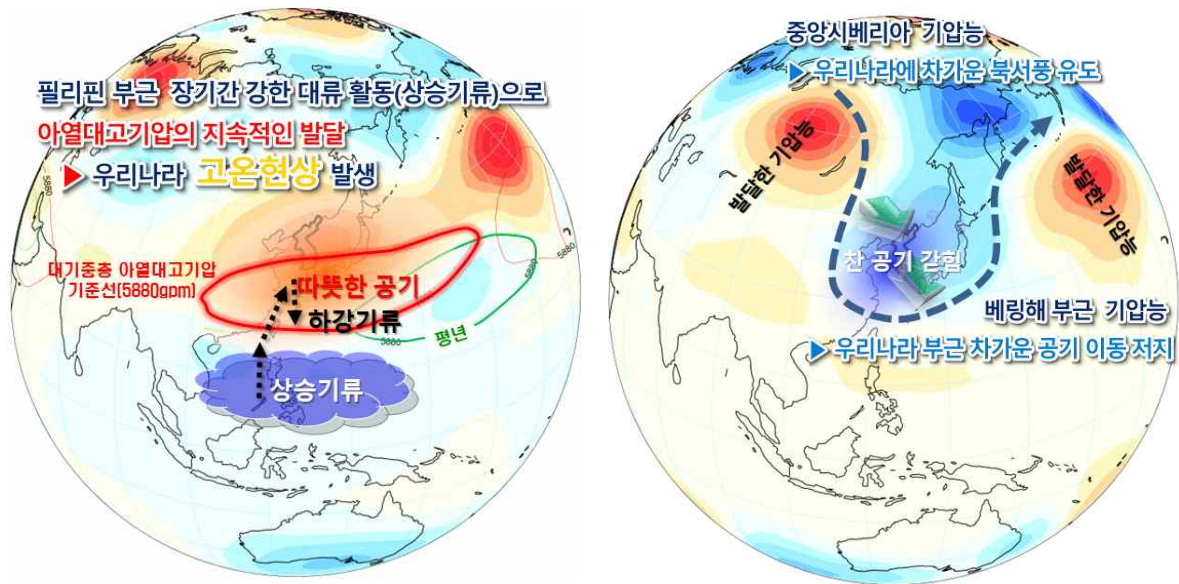 필리핀 부근 장기간 강한 대류 활동(상승기류)으로
아열대고기압의 지속적인 발달
▶ 우리나라 고온현상 발생
5880
5880
대기중층 아열대고기압
기준선(5880gpm)
따뜻한 공기
하강기류
5880
5880
평년
상승기류
중앙시베리아 기압능
▶ 우리나라에 차가운 북서풍 유도
발달한 기압능
발달한 기압능
찬 공기 갇힘
베링해 부근 기압능
▶ 우리나라 부근 차가운 공기 이동 저지